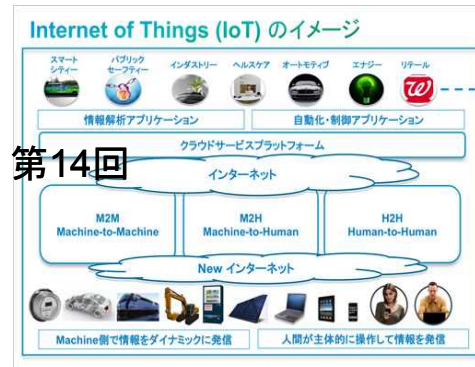 Internet of Things (IoT) のイメージ
スマート
シティー
パブリック
セーフティー
インダストリー
ヘルスケア
オートモティブ
エナジー
リテール
W
情報解析アプリケーション
自動化・制御アプリケーション
クラウドサービスプラットフォーム
第14回
インターネット
M2M
Machine-to-Machine
M2H
Machine-to-Human
H2H
Human-to-Human
New インターネット
Machine側で情報をダイナミックに発信
人間が主体的に操作して情報を発信